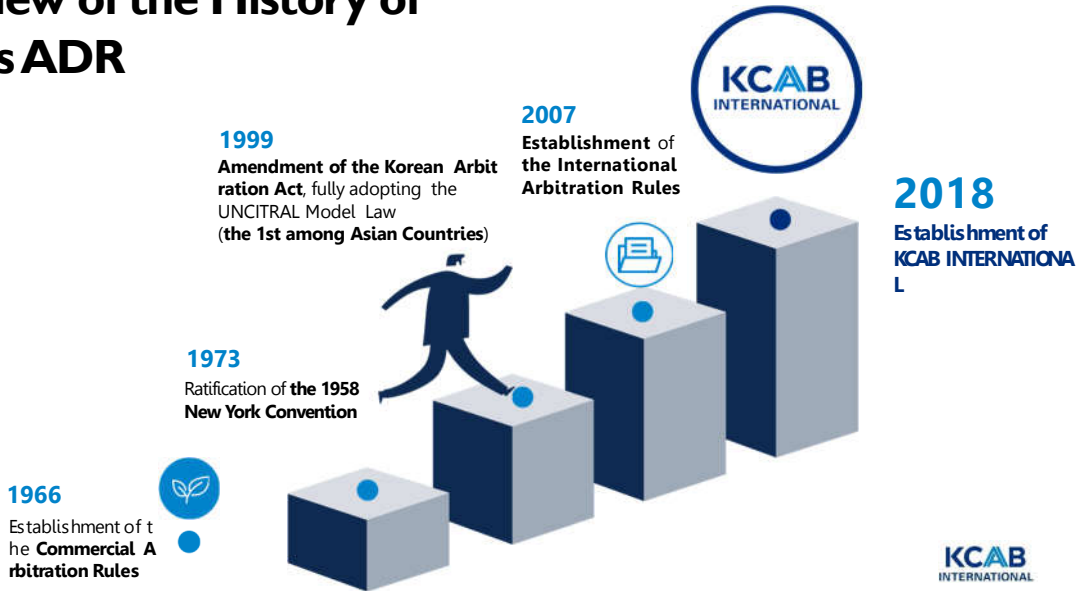 iew of the History of
s ADR
KCAB
INTERNATIONAL
2007
Establishment of
the International
Arbitration Rules
1999
Amendment of the Korean Arbit
ration Act, fully adopting the
UNCITRAL Model Law
(the 1st among Asian Countries)
2018
Establishment of
KCAB INTERNATIONA
L
1973
Ratification of the 1958
New York Convention
1966
Establishment of t
he Commercial A
rbitration Rules
KCAB
INTERNATIONAL